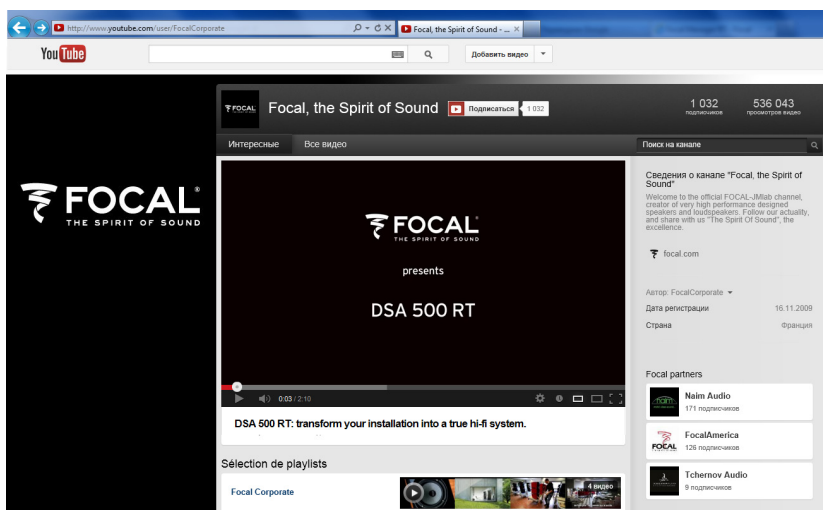 http://www.youtube.com/user/FocalCorporate
Focal, the Spirit of Sound - ...
YouTube
Добавить видео
FOCAL
Focal, the Spirit of Sound
Подписаться
1 032
1 032
подписчиков
536 043
просмотров видео
Интересные
Все видео
Поиск на канале
FOCAL®
THE SPIRIT OF SOUND
FOCAL®
THE SPIRIT OF SOUND
presents
DSA 500 RT
0:03 / 2:10
DSA 500 RT: transform your installation into a true hi-fi system.
Sélection de playlists
Focal Corporate
4 видео
Сведения о канале "Focal, the Spirit of
Sound"
Welcome to the official FOCAL-JMlab channel,
creator of very high performance designed
speakers and loudspeakers. Follow our actuality,
and share with us "The Spirit Of Sound", the
excellence.
focal.com
Автор: FocalCorporate
Дата регистрации
16.11.2009
Страна
Франция
Focal partners
naim
Naim Audio
171 подписчиков
FOCAL
FocalAmerica
126 подписчиков
Tchernov Audio
9 подписчиков